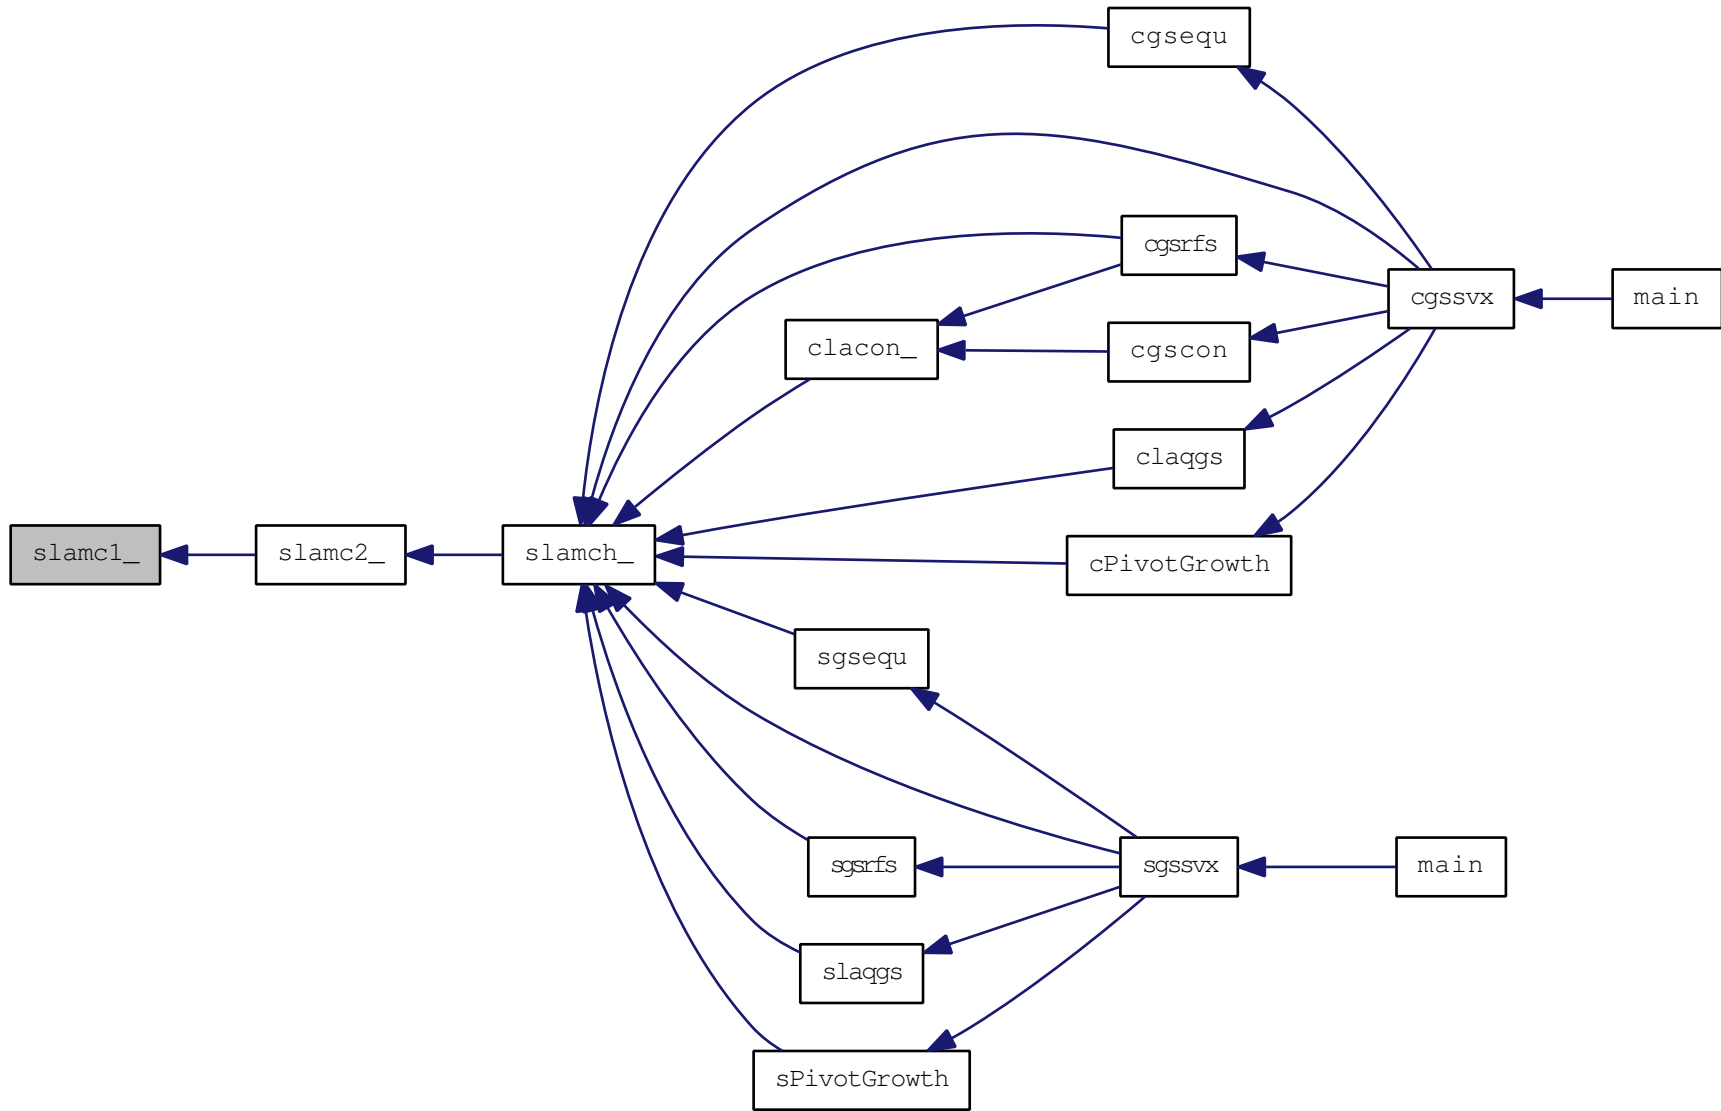 cgsequ
cgsrfs
cgssvx
main
clacon_
cgscon
claqgs
slamc1_
slamc2_
slamch_
cPivotGrowth
sgsequ
sgsrfs
sgssvx
main
slaqgs
sPivotGrowth